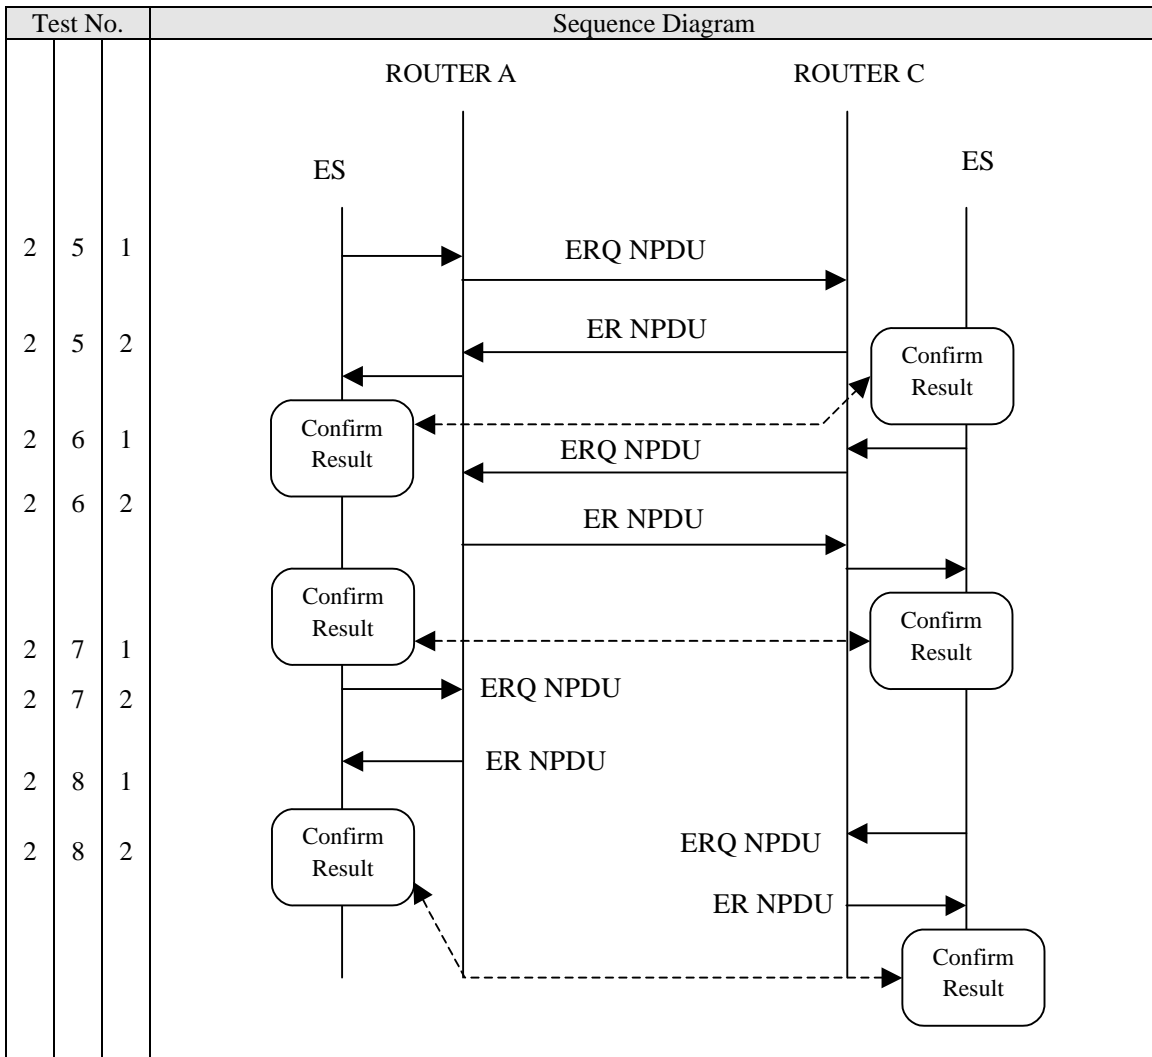 Test No. Sequence Diagram
ROUTER A ROUTER C
ES ES
2 5 1 ERQ NPDU
2 5 2 ER NPDU
Confirm
Result
Confirm
Result
2 6 1 ERQ NPDU
2 6 2 ER NPDU
Confirm
Result
Confirm
Result
2 7 1
2 7 2 ERQ NPDU
ER NPDU
2 8 1
Confirm
Result
2 8 2 ERQ NPDU
ER NPDU
Confirm
Result